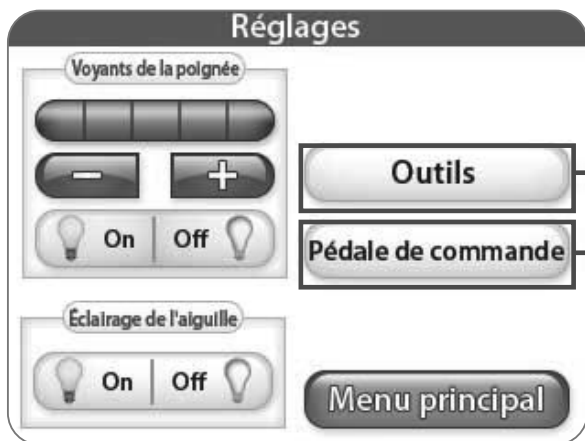 Réglages
Voyants de la poignée
On | Off
Outils
Pédale de commande
Éclairage de l'aiguille
On | Off
Menu principal